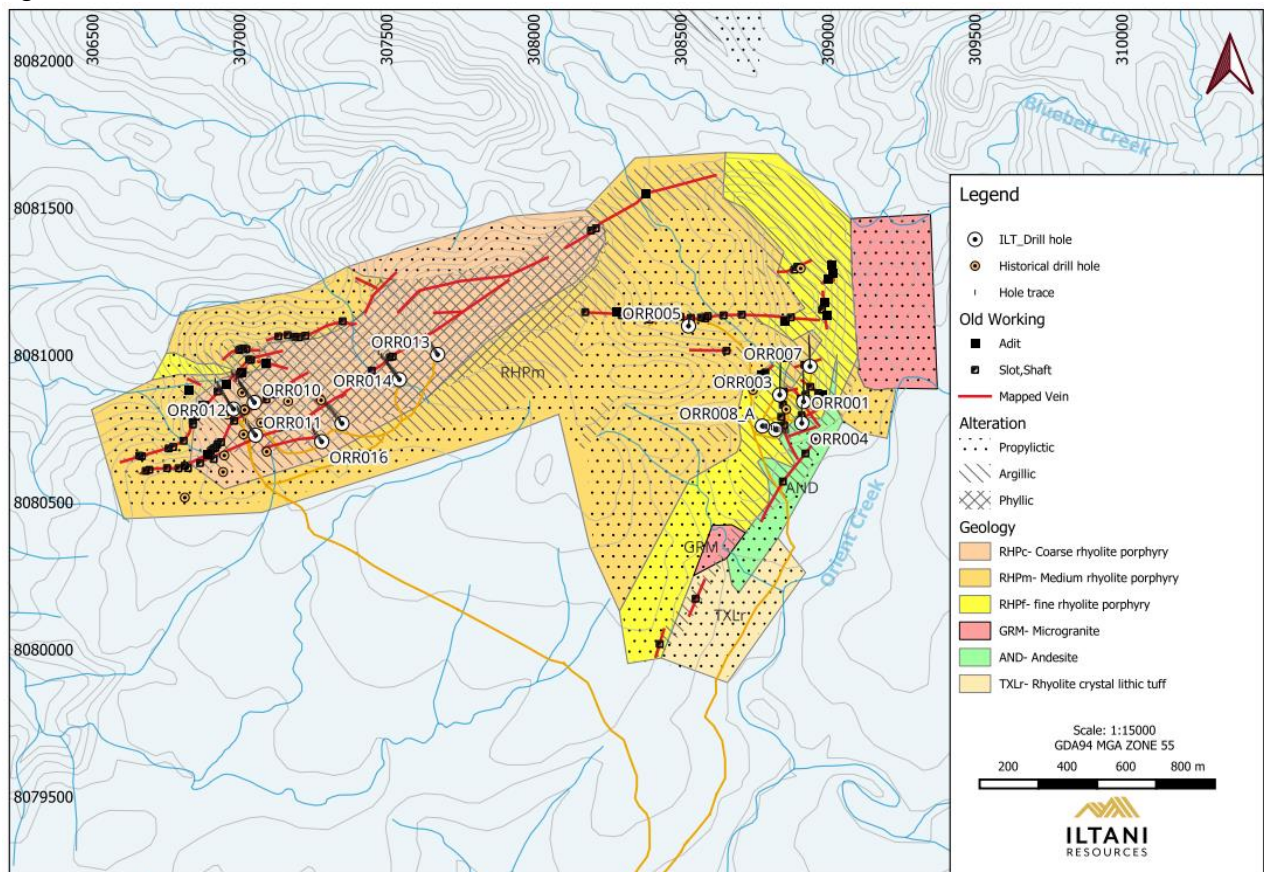 306500
307000
307500
308000
308500
309000
309500
310000
8082000
8081500
8081000
8080500
8080000
8079500
Bluebell Creek
Orient Creek
ORR005
ORR013
ORR007
RHPm
ORR014
ORR003
ORR010
ORR012
ORR001
ORR008_A
ORR011
ORR004
ORR016
AND
GRM
TXLr
Legend
ILT_Drill hole
Historical drill hole
Hole trace
Old Working
Adit
Slot,Shaft
Mapped Vein
Alteration
Propylictic
Argillic
Phyllic
Geology
RHPc- Coarse rhyolite porphyry
RHPm- Medium rhyolite porphyry
RHPf- fine rhyolite porphyry
GRM- Microgranite
AND- Andesite
TXLr- Rhyolite crystal lithic tuff
Scale: 1:15000
GDA94 MGA ZONE 55
200 400 600 800 m
ILTANI
RESOURCES